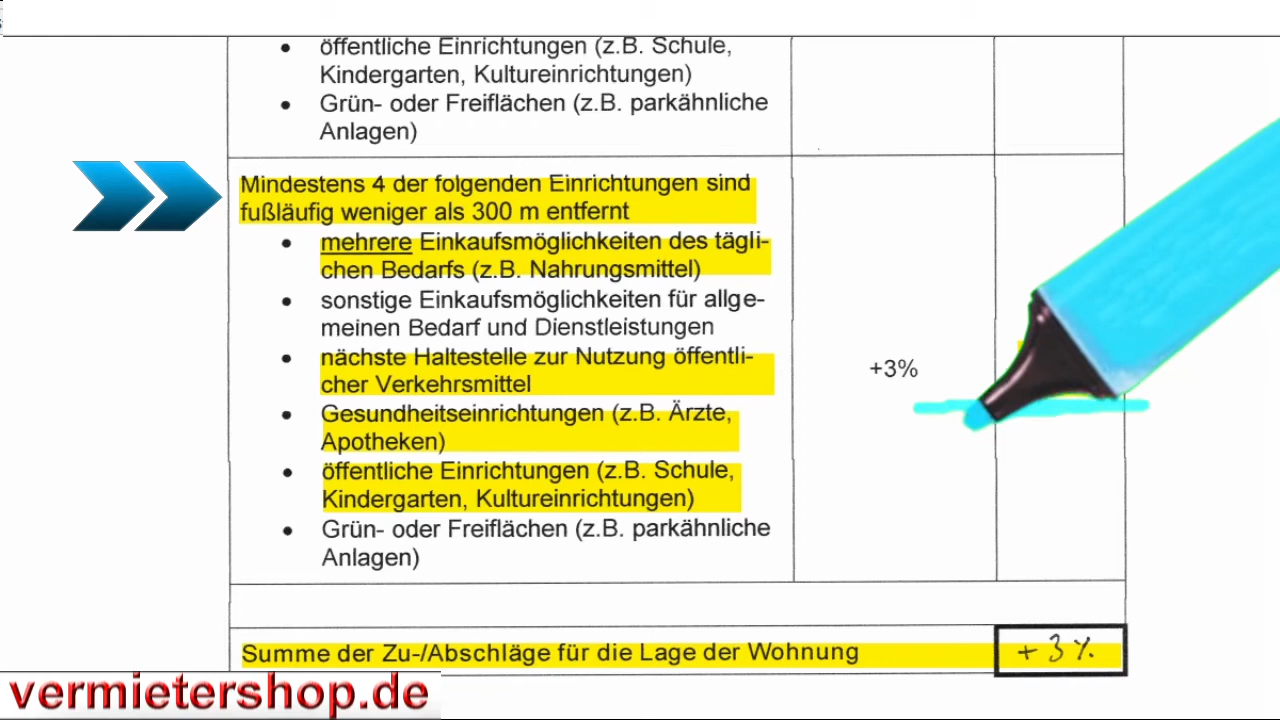 öffentliche Einrichtungen (z.B. Schule,
Kindergarten, Kultureinrichtungen)
Grün- oder Freiflächen (z.B. parkähnliche
Anlagen)
Mindestens 4 der folgenden Einrichtungen sind
fußläufig weniger als 300 m entfernt
mehrere Einkaufsmöglichkeiten des tägli-
chen Bedarfs (z.B. Nahrungsmittel)
sonstige Einkaufsmöglichkeiten für allge-
meinen Bedarf und Dienstleistungen
nächste Haltestelle zur Nutzung öffentli-
cher Verkehrsmittel
+3%
Gesundheitseinrichtungen (z.B. Ärzte,
Apotheken)
öffentliche Einrichtungen (z.B. Schule,
Kindergarten, Kultureinrichtungen)
Grün- oder Freiflächen (z.B. parkähnliche
Anlagen)
Summe der Zu-/Abschläge für die Lage der Wohnung + 3 %
vermietershop.de